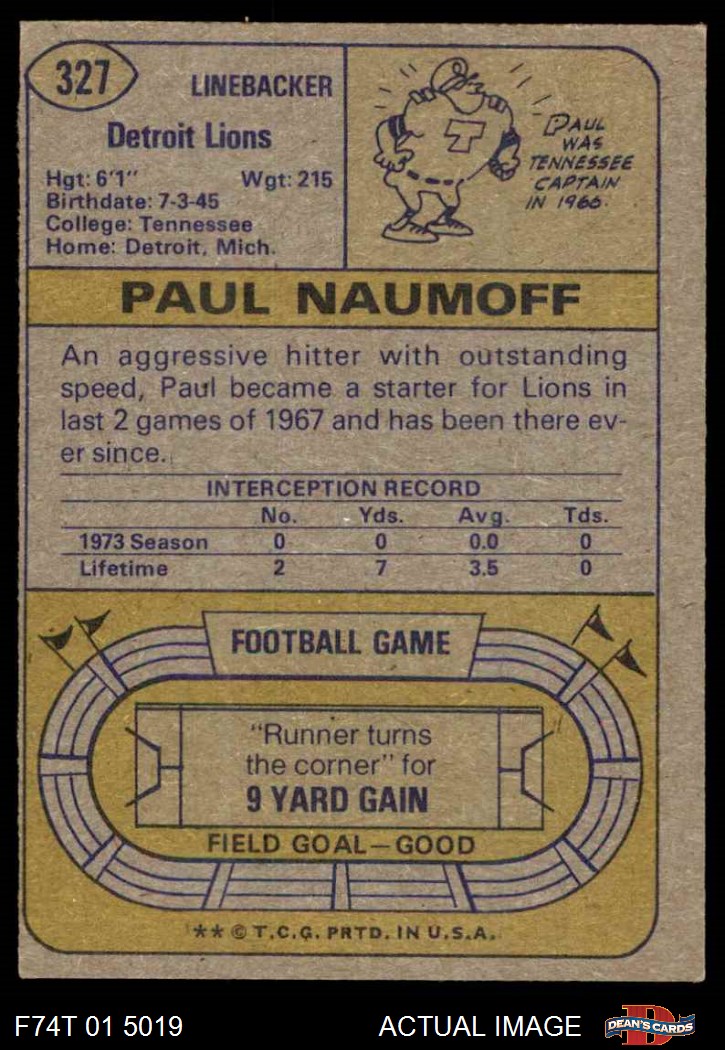 327
LINEBACKER
Detroit Lions
Hgt: 6'1" Wgt: 215
Birthdate: 7-3-45
College: Tennessee
Home: Detroit, Mich.
T
PAUL
WAS
TENNESSEE
CAPTAIN
IN 1966.
PAUL NAUMOFF
An aggressive hitter with outstanding
speed, Paul became a starter for Lions in
last 2 games of 1967 and has been there ev-
er since.
INTERCEPTION RECORD
No. Yds. Avg. Tds.
1973 Season 0 0 0.0 0
Lifetime 2 7 3.5 0
FOOTBALL GAME
"Runner turns
the corner" for
9 YARD GAIN
FIELD GOAL—GOOD
** © T.C.G. PRTD. IN U.S.A.
F74T 01 5019 ACTUAL IMAGE
D
DEAN'S CARDS